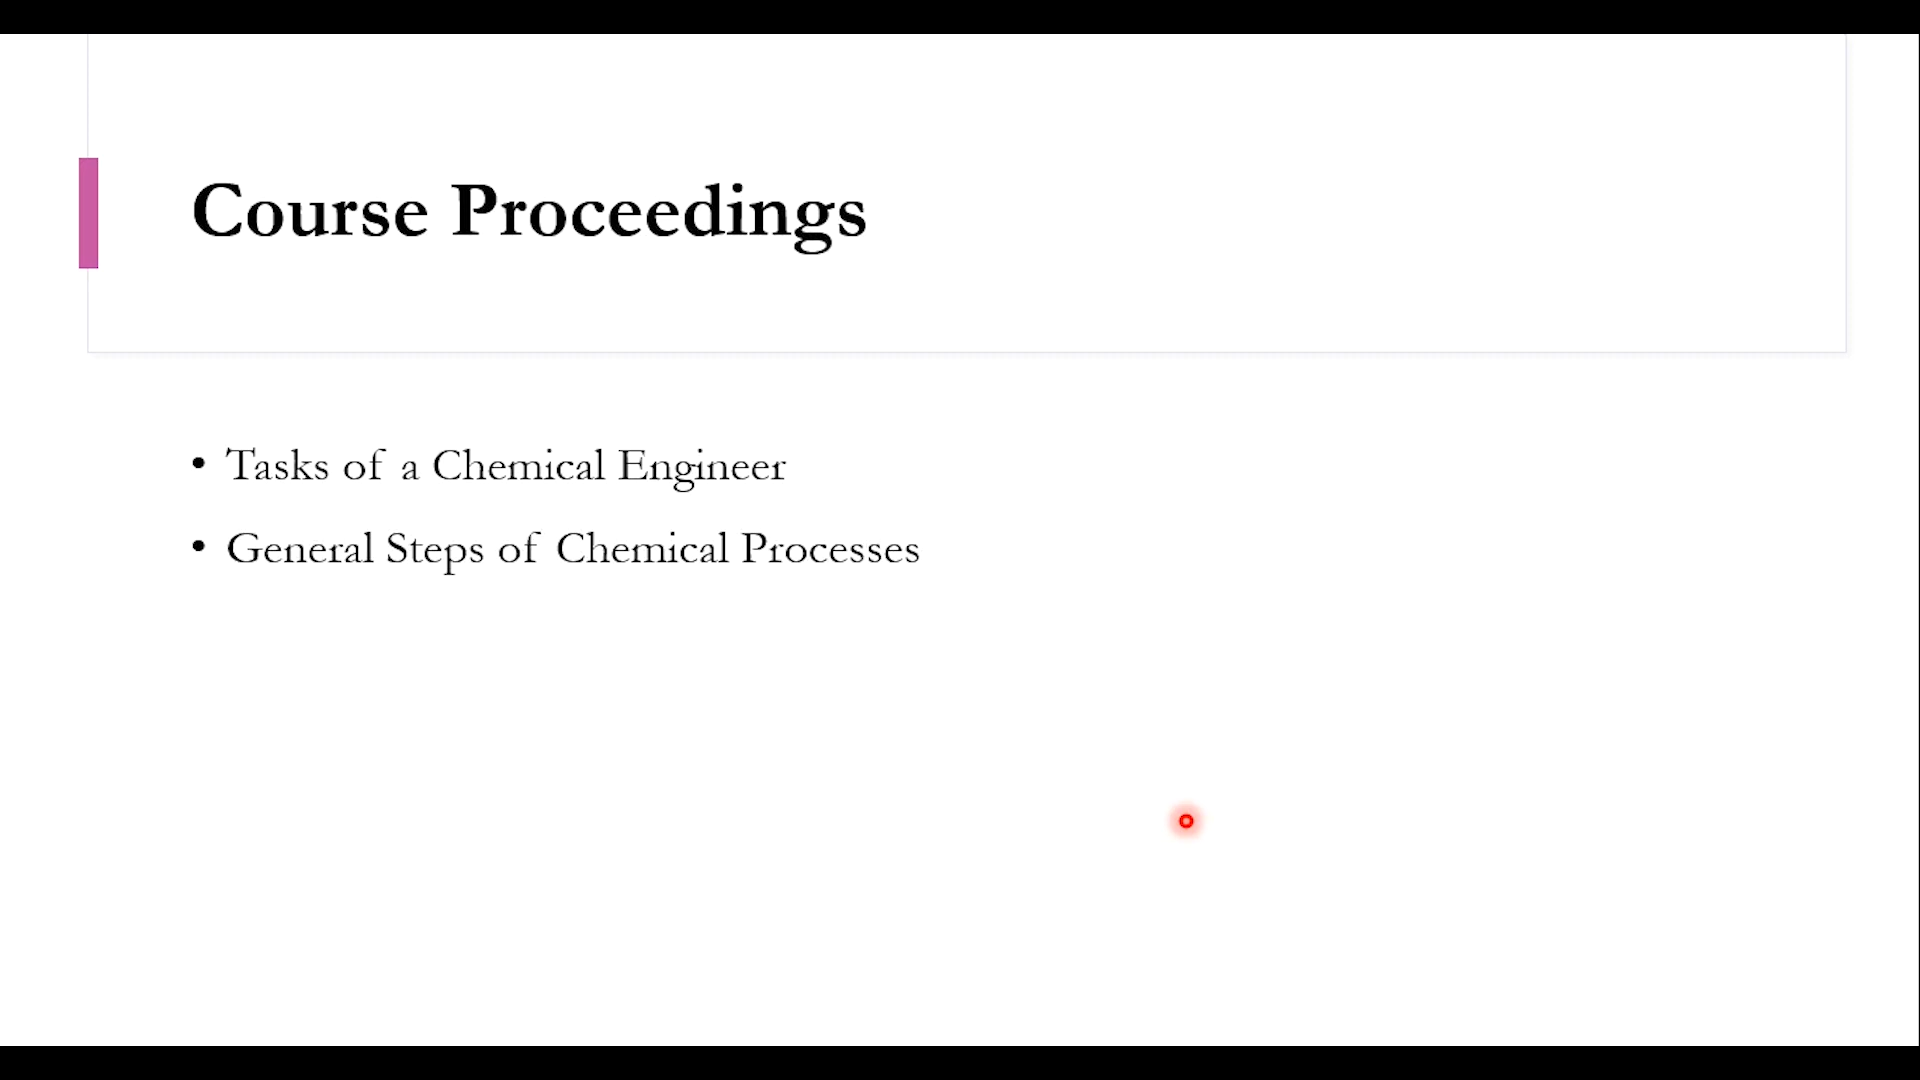 Course Proceedings
• Tasks of a Chemical Engineer
• General Steps of Chemical Processes